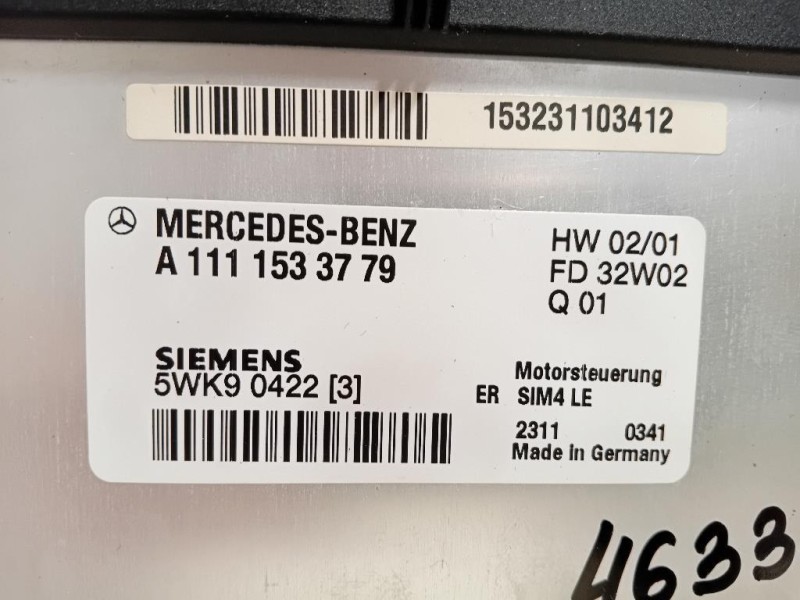 153231103412
MERCEDES-BENZ
A 111 153 37 79
HW 02/01
FD 32W02
Q 01
SIEMENS
5WK9 0422 [3]
Motorsteuerung
ER SIM4 LE
2311 0341
Made in Germany
4633